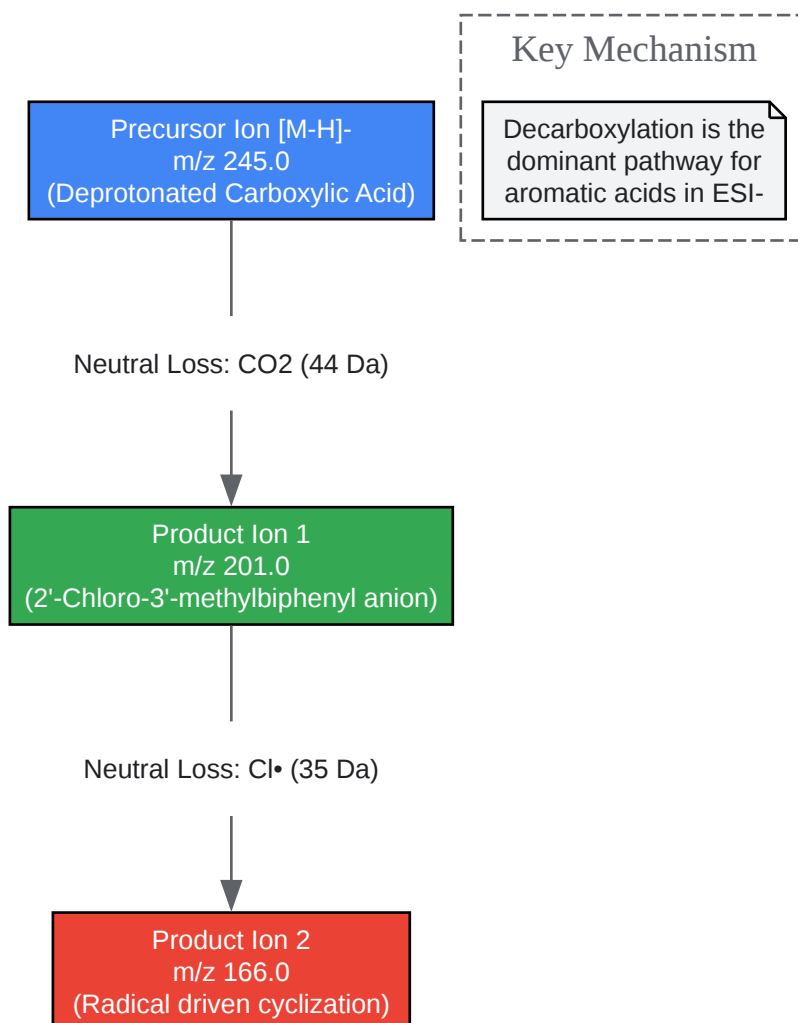 Key Mechanism
Precursor Ion [M-H]-
m/z 245.0
(Deprotonated Carboxylic Acid)
Decarboxylation is the
dominant pathway for
aromatic acids in ESI-
Neutral Loss: CO2 (44 Da)
Product Ion 1
m/z 201.0
(2'-Chloro-3'-methylbiphenyl anion)
Neutral Loss: Cl• (35 Da)
Product Ion 2
m/z 166.0
(Radical driven cyclization)